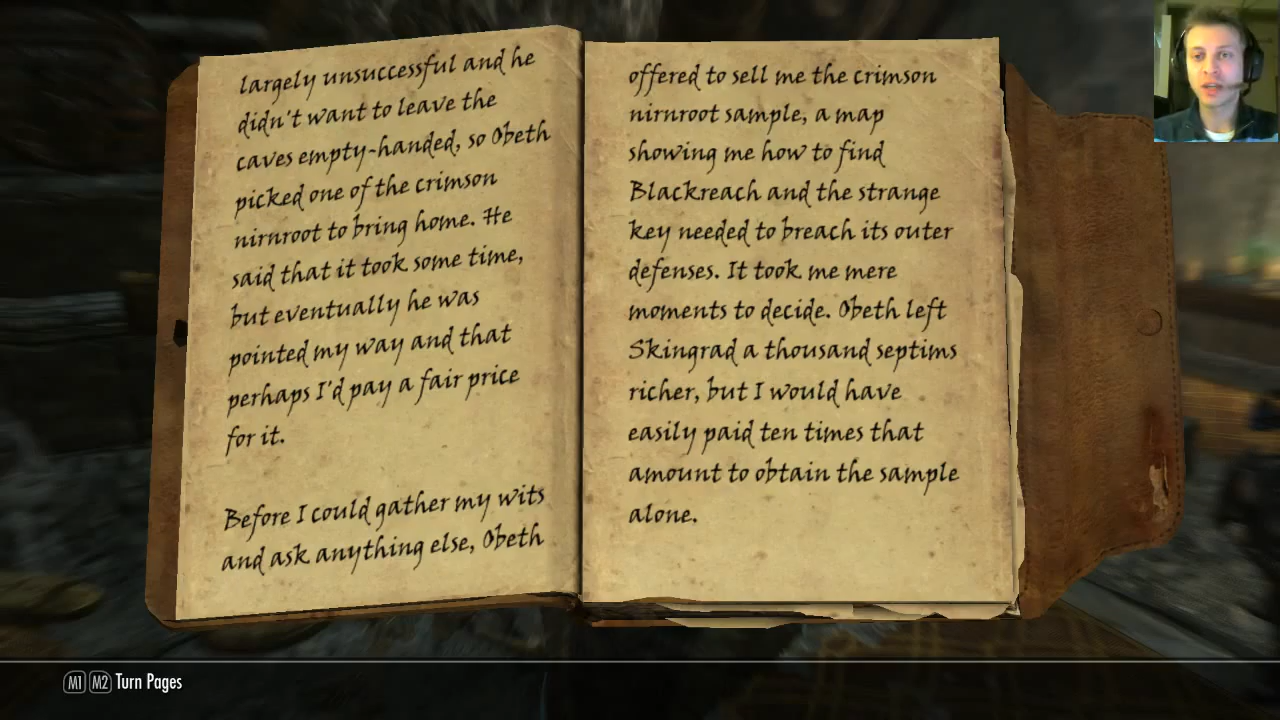 largely unsuccessful and he
didn't want to leave the
caves empty-handed, so Obeth
picked one of the crimson
nirnroot to bring home. He
said that it took some time,
but eventually he was
pointed my way and that
perhaps I'd pay a fair price
for it.
Before I could gather my wits
and ask anything else, Obeth
offered to sell me the crimson
nirnroot sample, a map
showing me how to find
Blackreach and the strange
key needed to breach its outer
defenses. It took me mere
moments to decide. Obeth left
Skingrad a thousand septims
richer, but I would have
easily paid ten times that
amount to obtain the sample
alone.
M1 M2 Turn Pages